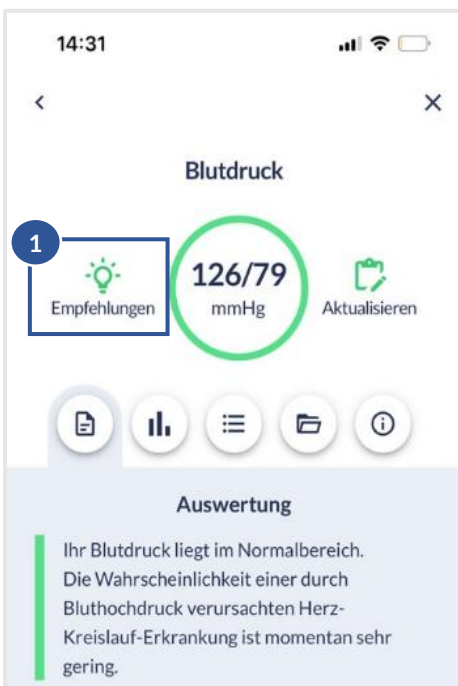 14:31
Blutdruck
1
Empfehlungen
126/79
mmHg
Aktualisieren
Auswertung
Ihr Blutdruck liegt im Normalbereich.
Die Wahrscheinlichkeit einer durch
Bluthochdruck verursachten Herz-
Kreislauf-Erkrankung ist momentan sehr
gering.